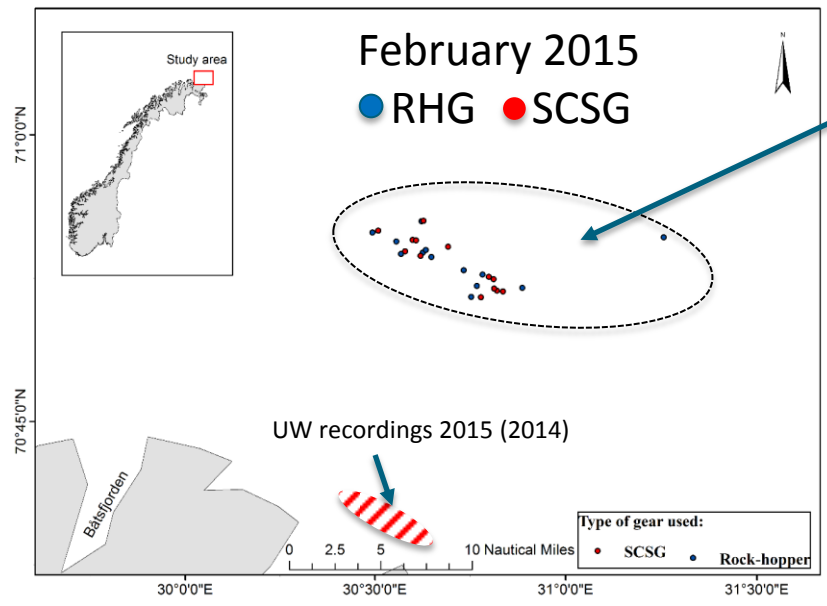 Study area
February 2015
RHG SCSG
N
71°0'0"N
70°45'0"N
UW recordings 2015 (2014)
Båtsfjorden
0 2.5 5 10 Nautical Miles
Type of gear used:
SCSG Rock-hopper
30°0'0"E 30°30'0"E 31°0'0"E 31°30'0"E